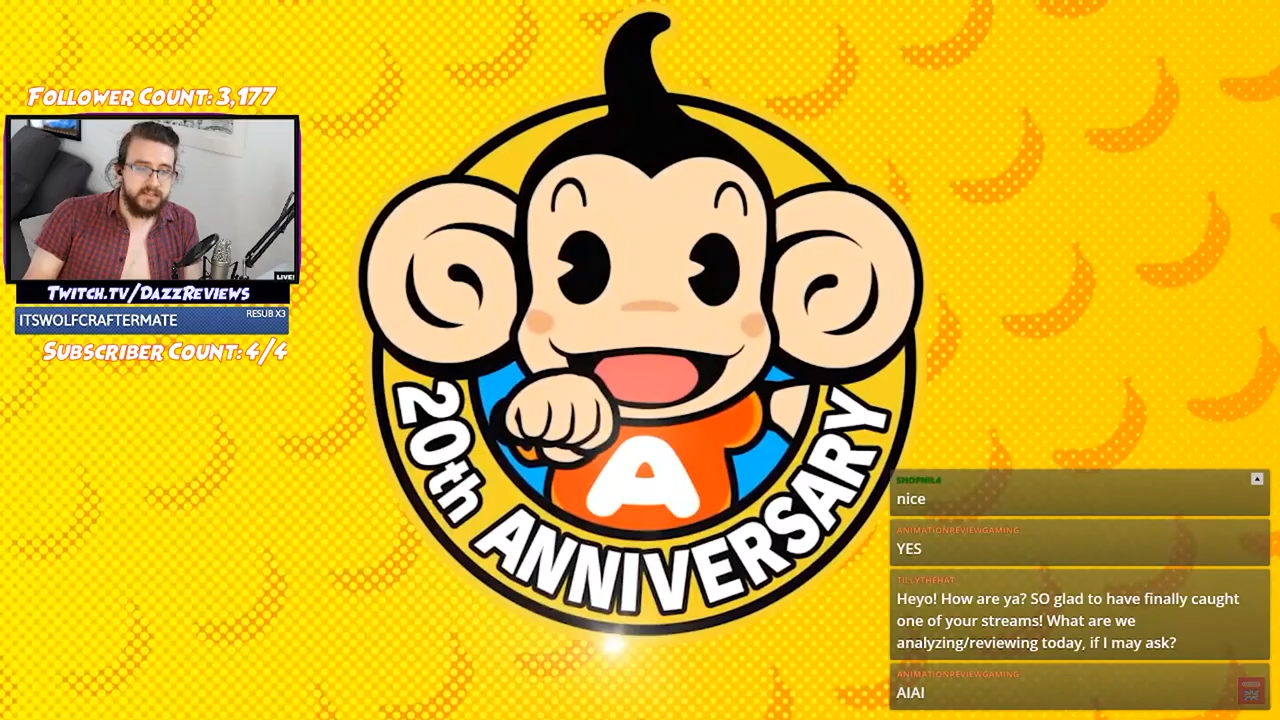 Follower Count: 3,177
LIVE!
Twitch.tv/DazzReviews
ITSWOLFCRAFTERMATE
RESUB X3
Subscriber Count: 4/4
A
20th ANNIVERSARY
SHOPNILA
nice
ANIMATIONREVIEWGAMING
YES
TILLYTHEHAT
Heyo! How are ya? SO glad to have finally caught
one of your streams! What are we
analyzing/reviewing today, if I may ask?
ANIMATIONREVIEWGAMING
AIAI